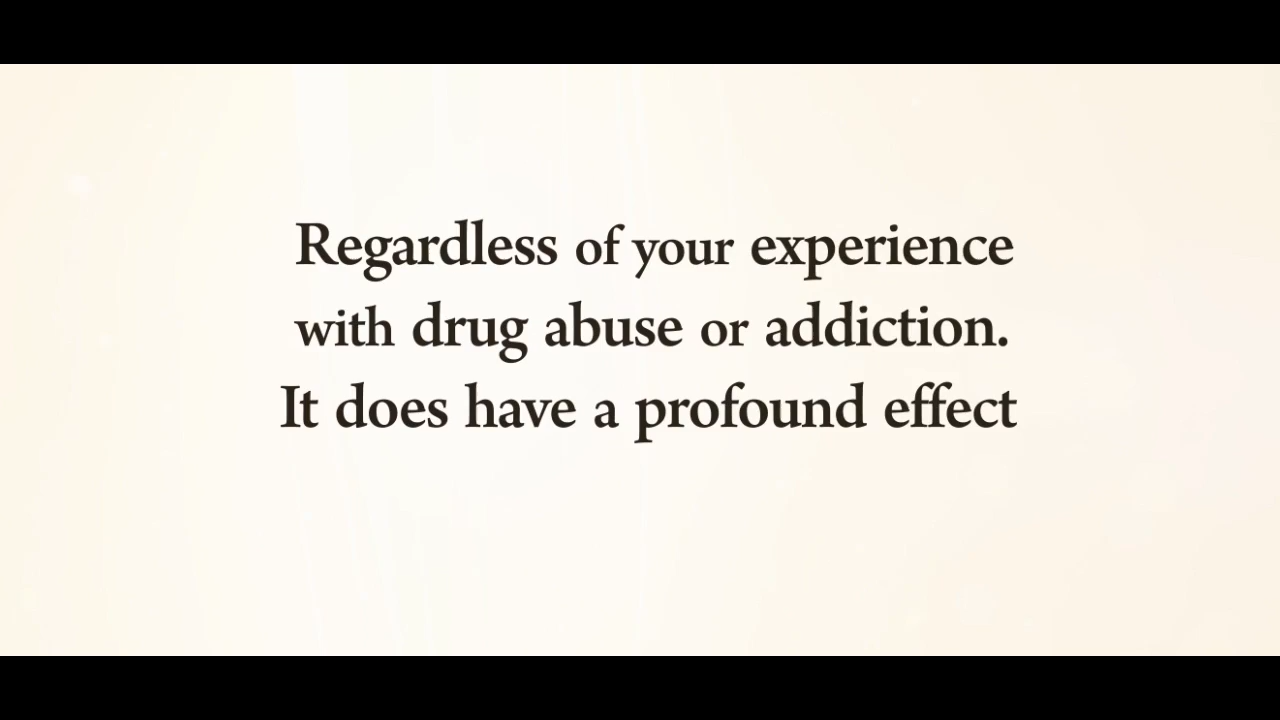 Regardless of your experience
with drug abuse or addiction.
It does have a profound effect